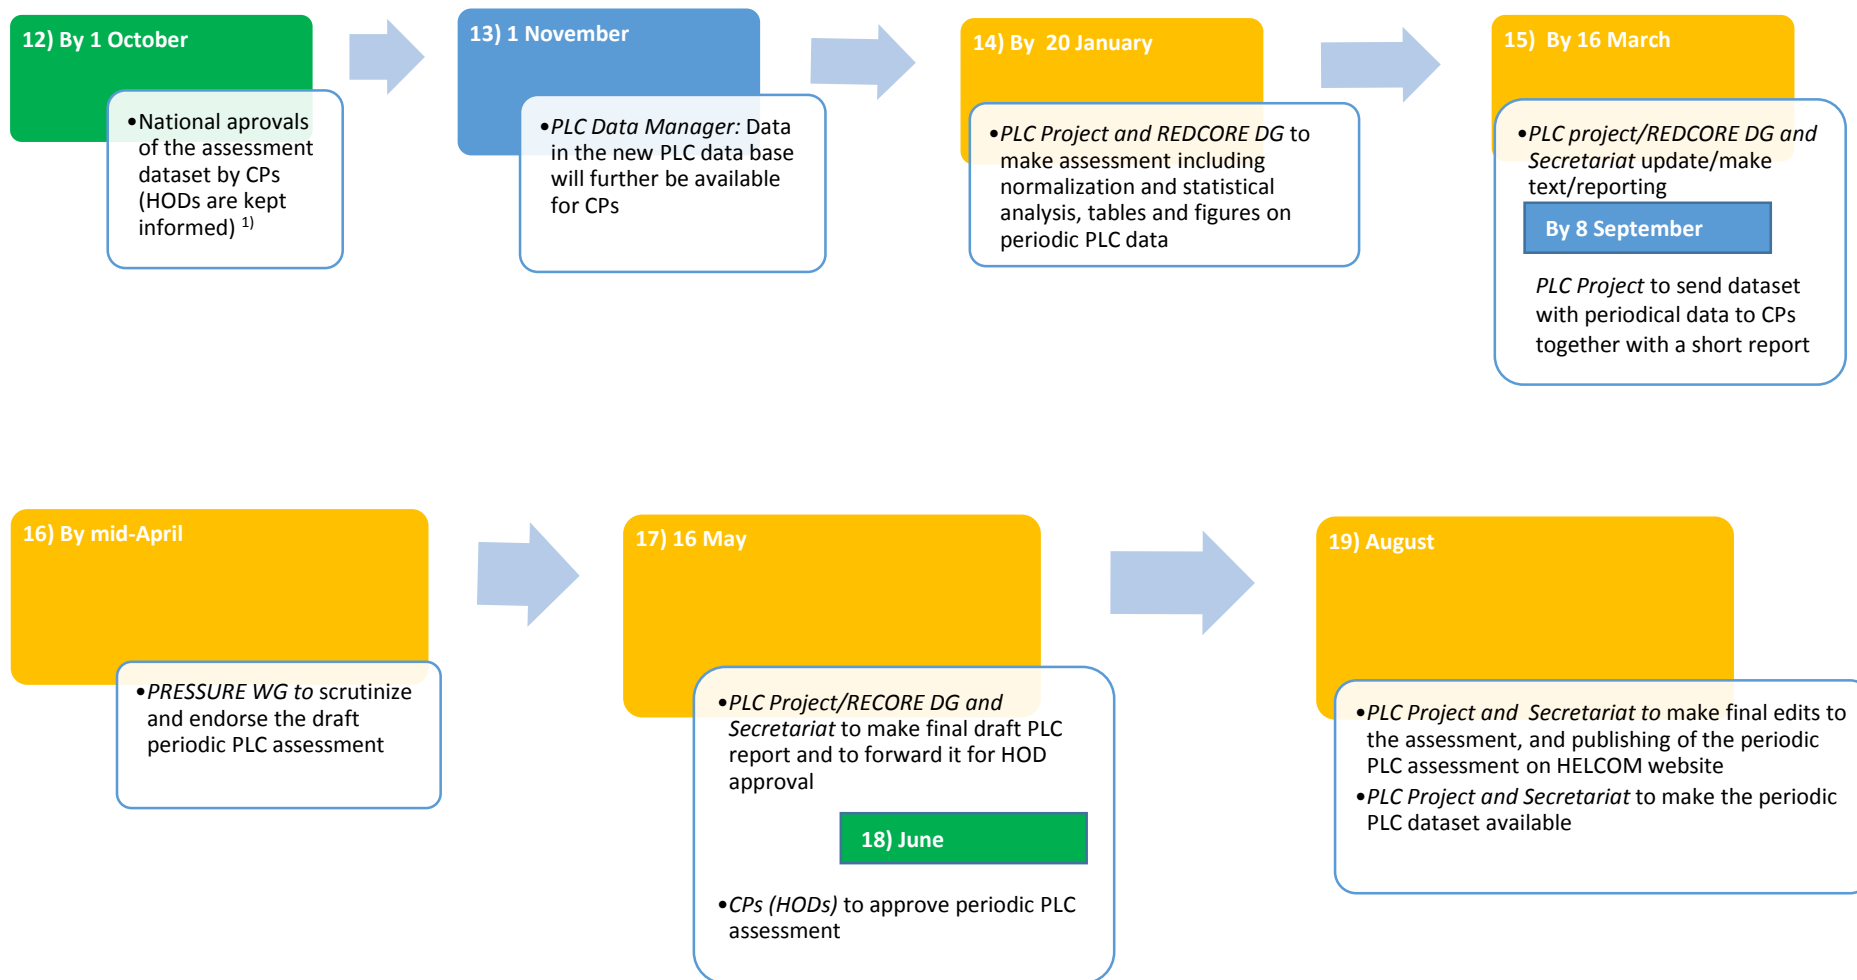 12) By 1 October
•National aprovals
of the assessment
dataset by CPs
(HODs are kept
informed) 1)
13) 1 November
•PLC Data Manager: Data
in the new PLC data base
will further be available
for CPs
14) By  20 January
•PLC Project and REDCORE DG to
make assessment including
normalization and statistical
analysis, tables and figures on
periodic PLC data
15)  By 16 March
•PLC project/REDCORE DG and
Secretariat update/make
text/reporting
By 8 September
PLC Project to send dataset
with periodical data to CPs
together with a short report
16) By mid-April
•PRESSURE WG to scrutinize
and endorse the draft
periodic PLC assessment
17) 16 May
•PLC Project/RECORE DG and
Secretariat to make final draft PLC
report and to forward it for HOD
approval
18) June
•CPs (HODs) to approve periodic PLC
assessment
19) August
•PLC Project and  Secretariat to make final edits to
the assessment, and publishing of the periodic
PLC assessment on HELCOM website
•PLC Project and Secretariat to make the periodic
PLC dataset available